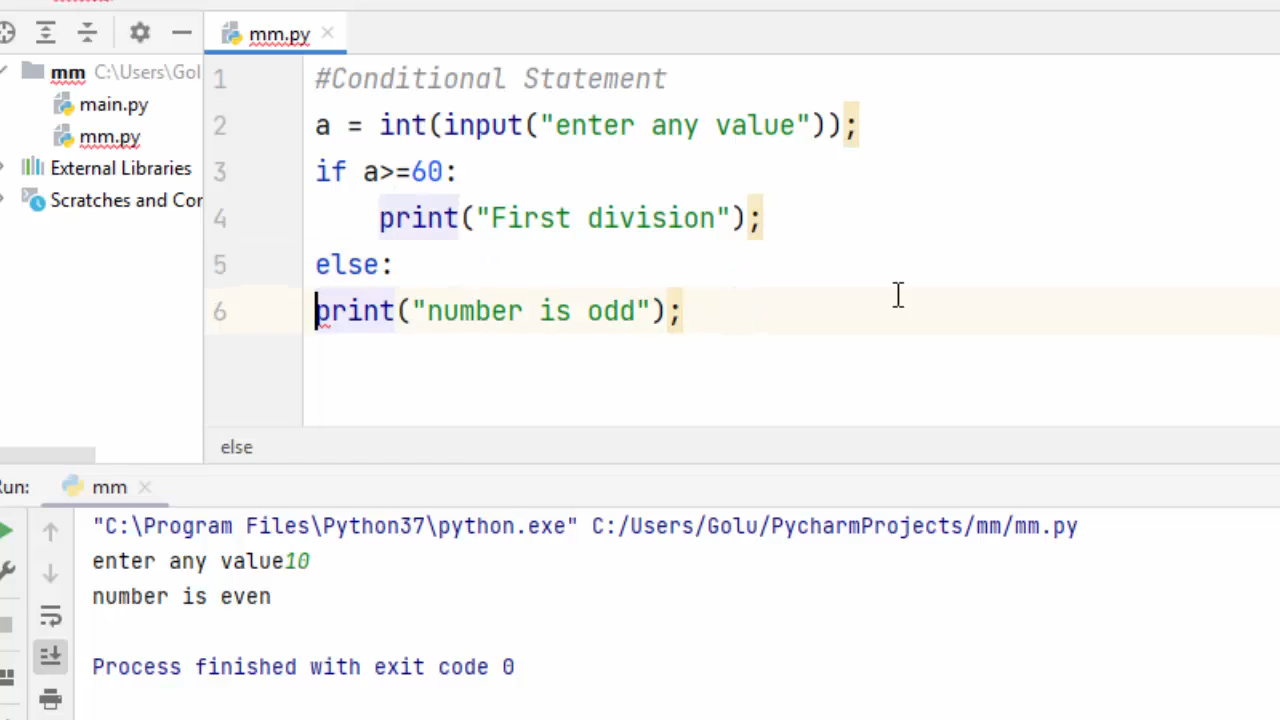 mm.py
mm C:\Users\Gol
main.py
mm.py
External Libraries
Scratches and Cor
1 #Conditional Statement
2 a = int(input("enter any value"));
3 if a>=60:
4 print("First division");
5 else:
6 print("number is odd");
else
Run: mm
"C:\Program Files\Python37\python.exe" C:/Users/Golu/PycharmProjects/mm/mm.py
enter any value10
number is even
Process finished with exit code 0